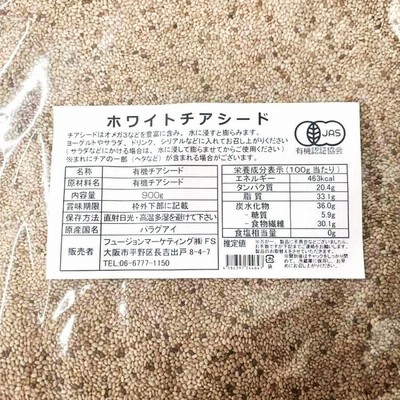 ホワイトチアシード
チアシードはオメガ3などを豊富に含み、水に浸すと膨らみます。
ヨーグルトやサラダ、ドリンク、シリアルなどに入れてお召し上がりください
(サラダなどにかける場合は、水に浸して膨らませてからご使用ください)
※まれにチアの一部(ヘタなど)が含まれる場合がございます。
JAS
有機認証協会
名称 有機チアシード
原材料名 有機チアシード
内容量 900g
賞味期限 枠外下部に記載
保存方法 直射日光・高温多湿を避けて下さい
原産国名 パラグアイ
販売者 フュージョンマーケティング㈱ FS
大阪市平野区長吉出戸 8-4-7
TEL:06-6777-1150
栄養成分表示(100g当たり)
エネルギー 463kcal
タンパク質 20.4g
脂質 33.1g
炭水化物 36.0g
- 糖質 5.9g
- 食物繊維 30.1g
食塩相当量 0g
推定値